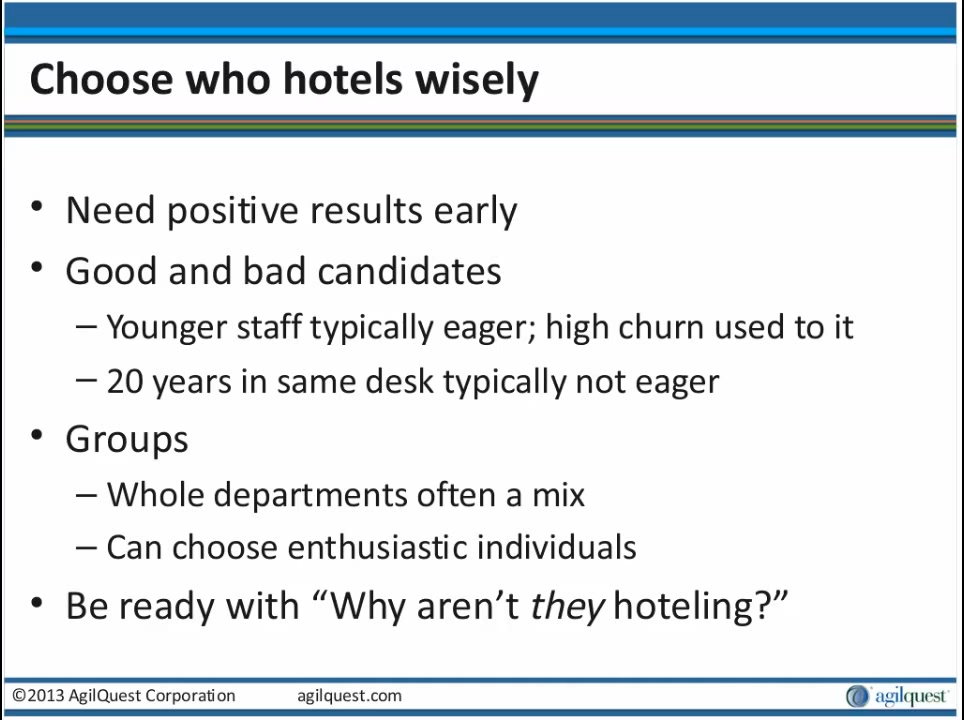 Choose who hotels wisely
• Need positive results early
• Good and bad candidates
– Younger staff typically eager; high churn used to it
– 20 years in same desk typically not eager
• Groups
– Whole departments often a mix
– Can choose enthusiastic individuals
• Be ready with “Why aren’t they hoteling?”
©2013 AgilQuest Corporation agilquest.com agilquest